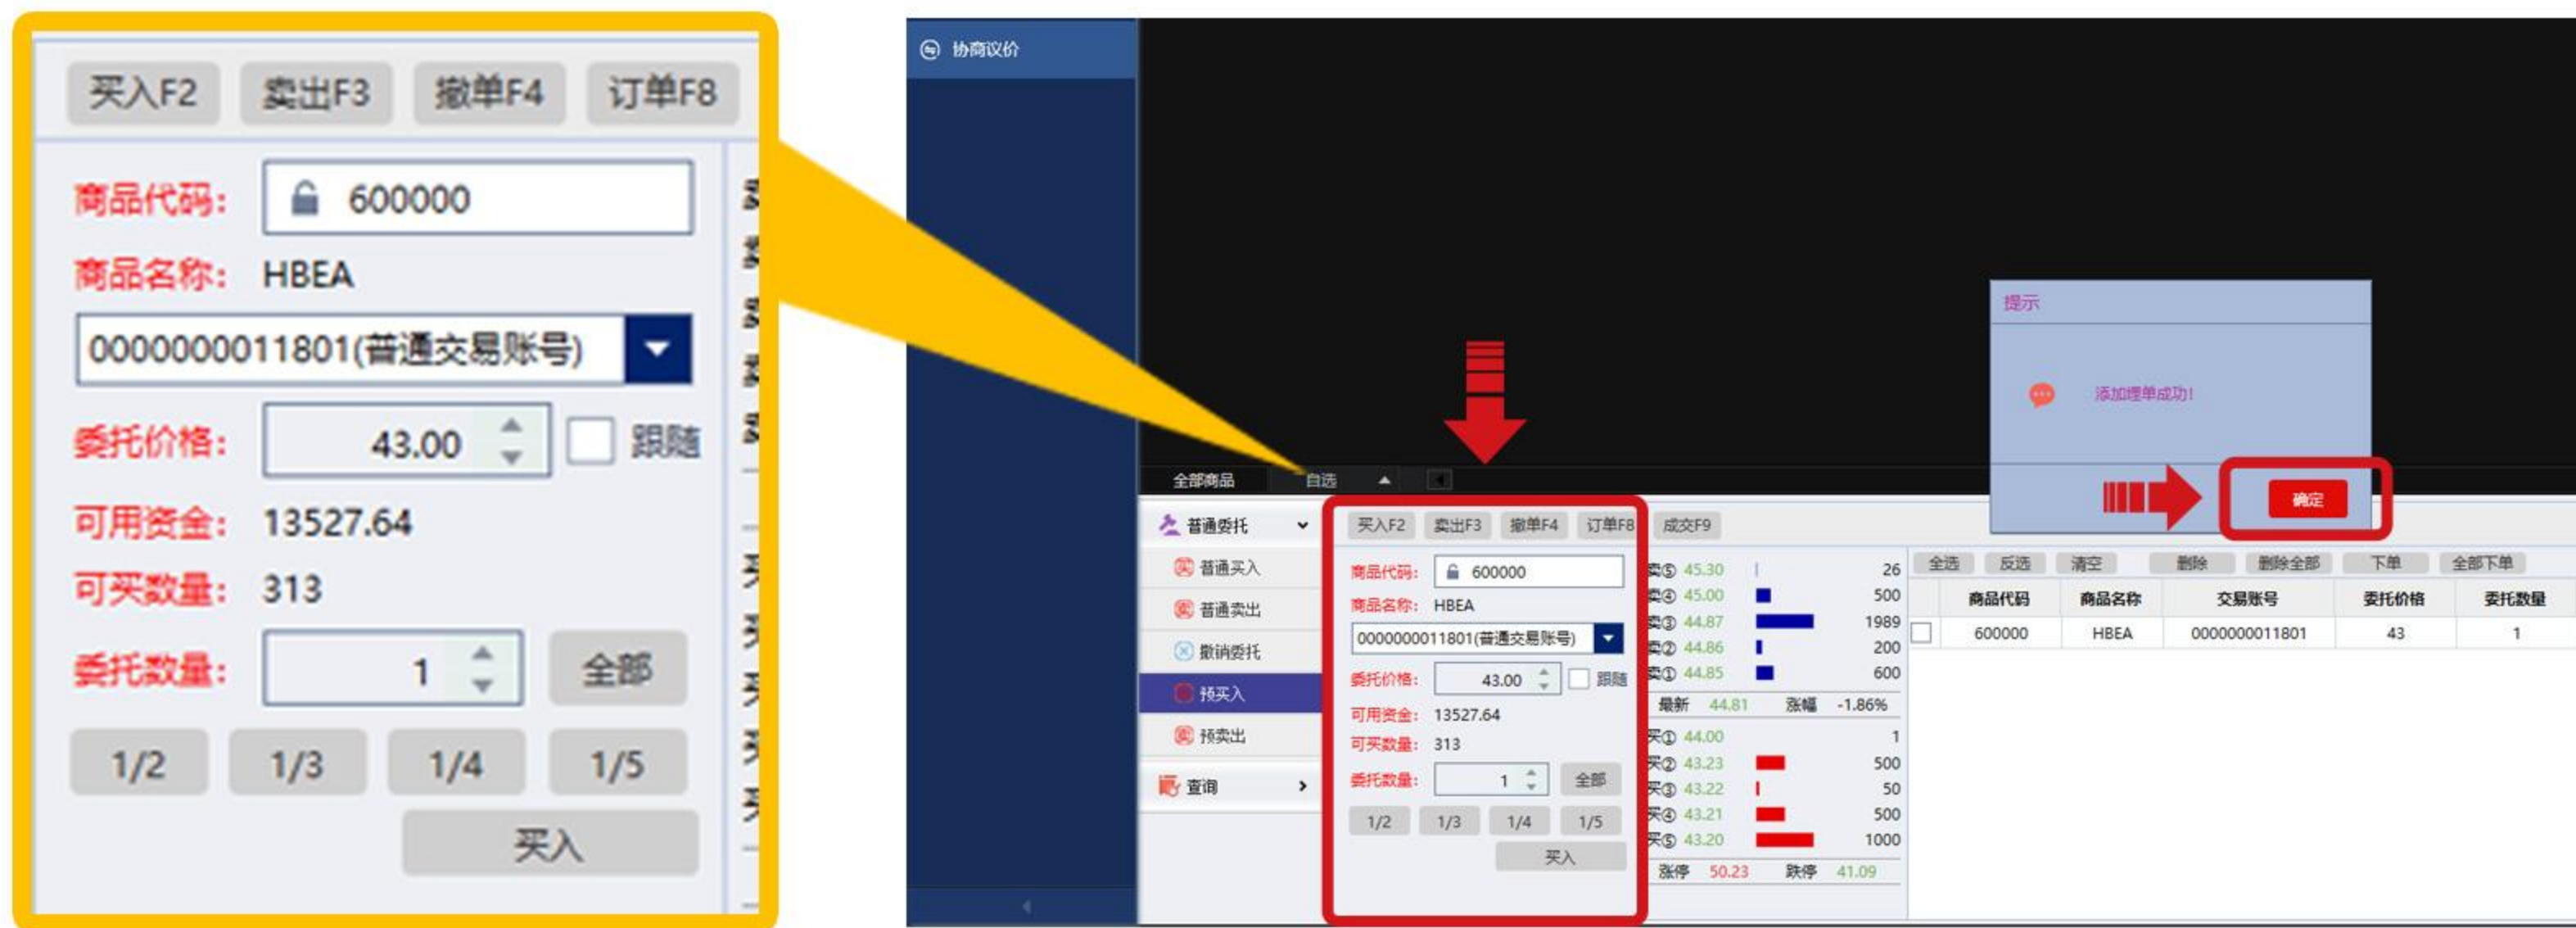 买入F2 卖出F3 撤单F4 订单F8
商品代码: 600000
商品名称: HBEA
0000000011801(普通交易账号)
委托价格: 43.00 跟随
可用资金: 13527.64
可买数量: 313
委托数量: 1 全部
1/2 1/3 1/4 1/5
买入
协商议价
提示
添加埋单成功!
确定
全部商品 自选
普通委托
普通买入
普通卖出
撤销委托
预买入
预卖出
查询
买入F2 卖出F3 撤单F4 订单F8 成交F9
商品代码: 600000
商品名称: HBEA
0000000011801(普通交易账号)
委托价格: 43.00 跟随
可用资金: 13527.64
可买数量: 313
委托数量: 1 全部
1/2 1/3 1/4 1/5
买入
卖⑤ 45.30 26
卖④ 45.00 500
卖③ 44.87 1989
卖② 44.86 200
卖① 44.85 600
最新 44.81 涨幅 -1.86%
买① 44.00 1
买② 43.23 500
买③ 43.22 50
买④ 43.21 500
买⑤ 43.20 1000
涨停 50.23 跌停 41.09
全选 反选 清空 删除 删除全部 下单 全部下单
商品代码 商品名称 交易账号 委托价格 委托数量
600000 HBEA 0000000011801 43 1